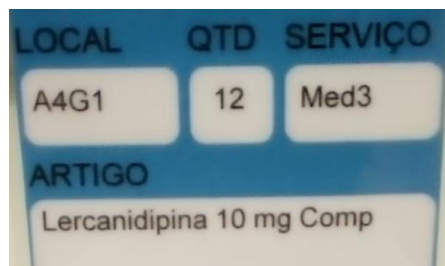 LOCAL QTD SERVIÇO
A4G1 12 Med3
ARTIGO
Lercanidipina 10 mg Comp